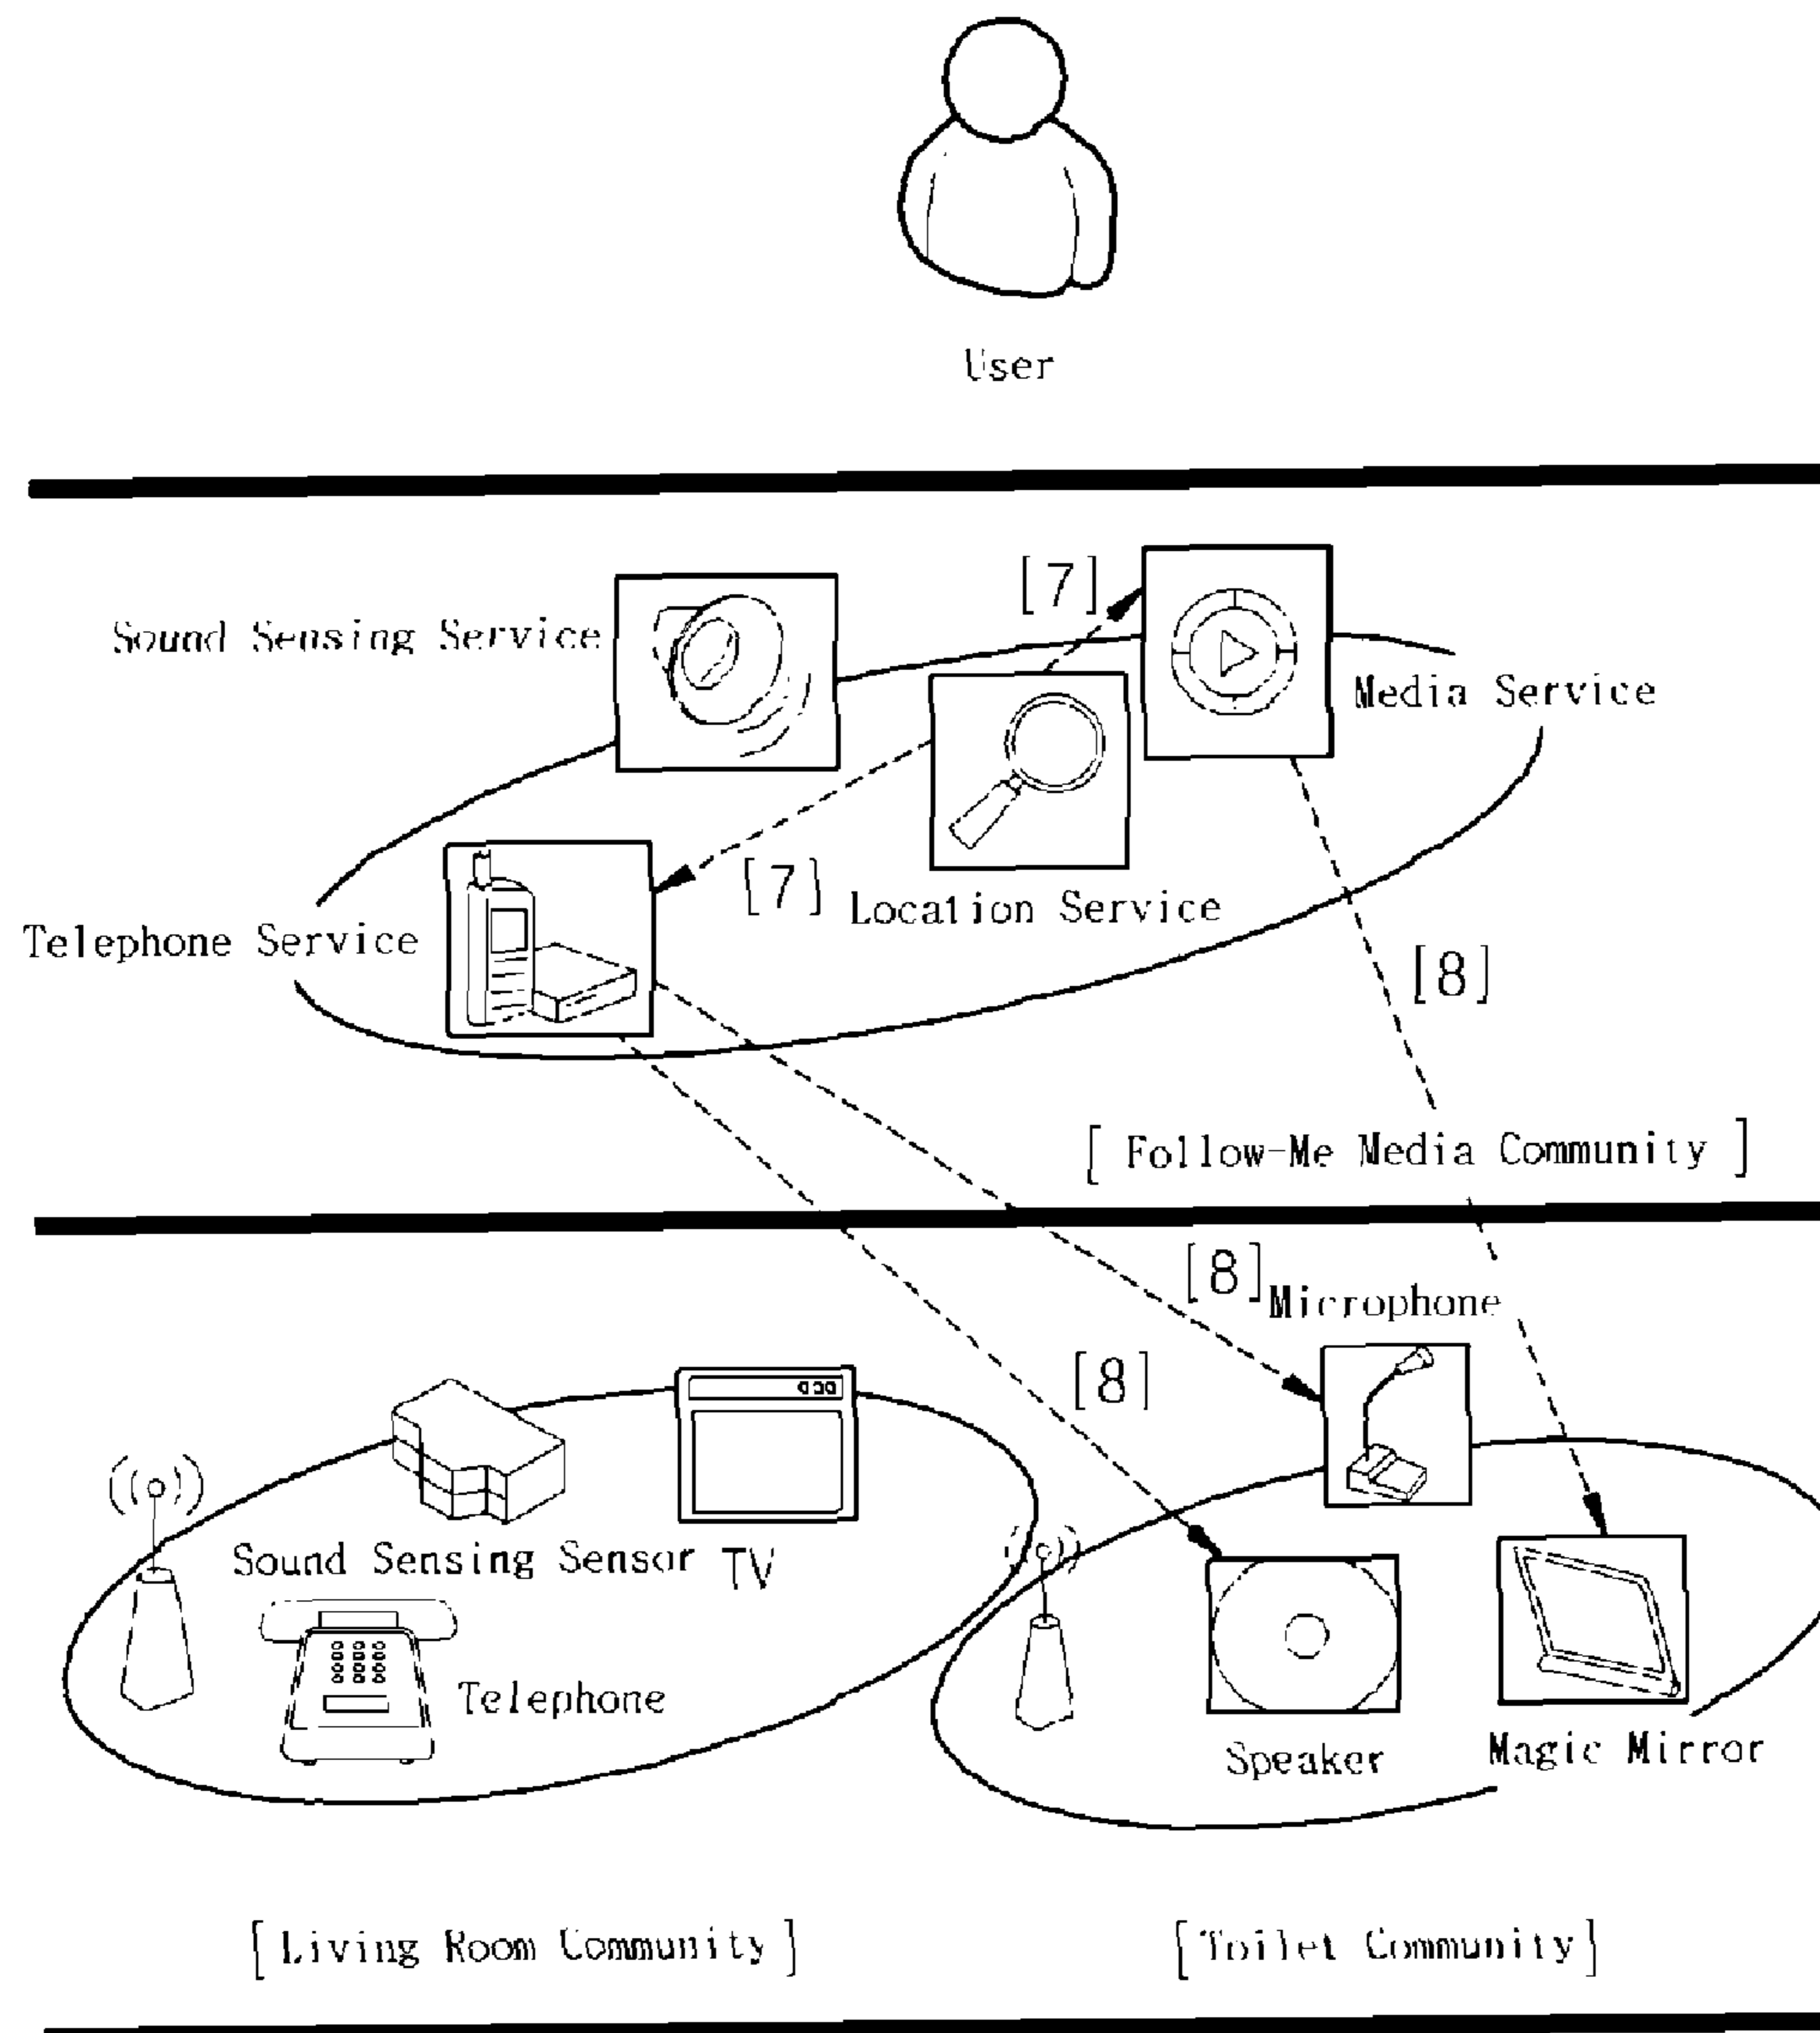 User
[7]
Sound Sensing Service
Media Service
[7]
Location Service
Telephone Service
[8]
[ Follow-Me Media Community ]
[8]
Microphone
[8]
Sound Sensing Sensor
TV
Telephone
Speaker
Magic Mirror
[ Living Room Community ]
[Toilet Community]